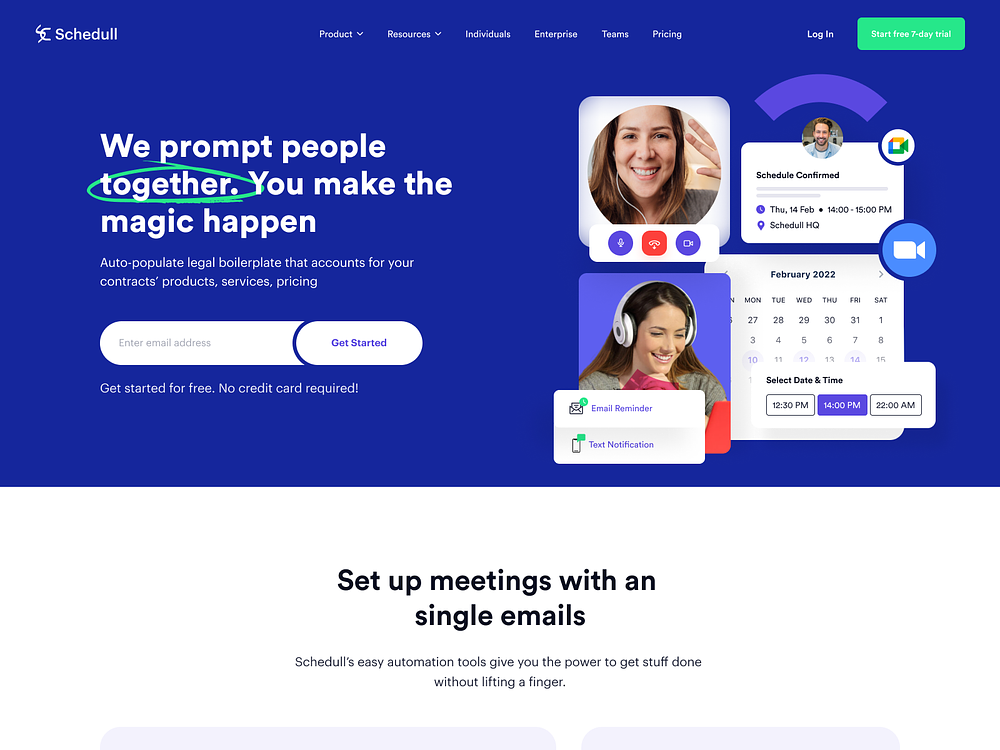 Schedull
Product
Resources
Individuals
Enterprise
Teams
Pricing
Log In
Start free 7-day trial
We prompt people
together. You make the
magic happen
Auto-populate legal boilerplate that accounts for your
contracts’ products, services, pricing
Enter email address
Get Started
Get started for free. No credit card required!
Schedule Confirmed
Thu, 14 Feb • 14:00 - 15:00 PM
Schedull HQ
February 2022
MON TUE WED THU FRI SAT
27 28 29 30 31 1
3 4 5 6 7 8
10 11 12 13 14 15
Select Date & Time
12:30 PM
14:00 PM
22:00 AM
Email Reminder
Text Notification
Set up meetings with an
single emails
Schedull’s easy automation tools give you the power to get stuff done
without lifting a finger.